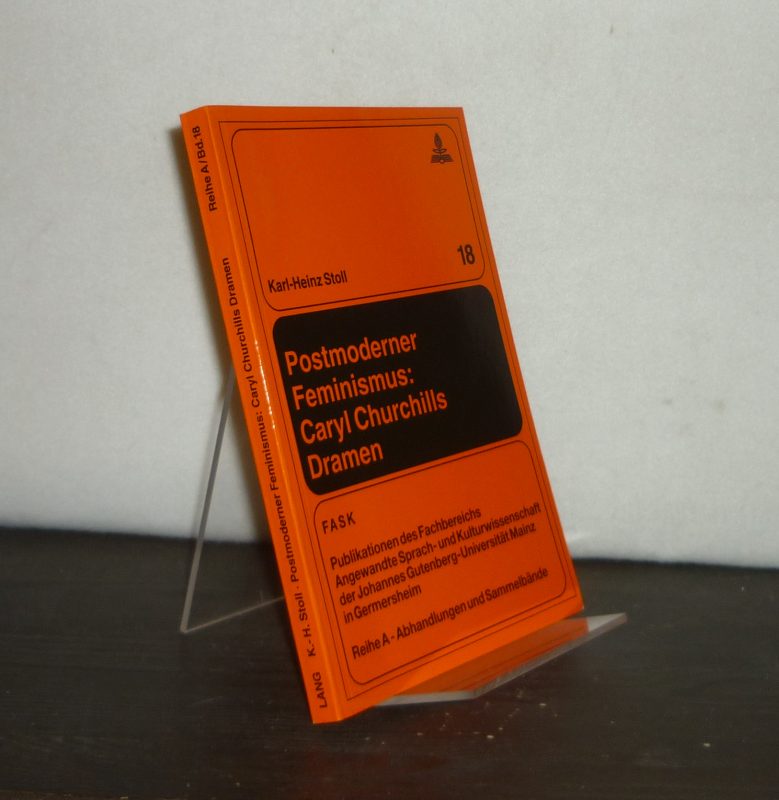 Reihe A/Bd.18
LANG K.-H. Stoll · Postmoderner Feminismus: Caryl Churchills Dramen
18
Karl-Heinz Stoll
Postmoderner
Feminismus:
Caryl Churchills
Dramen
FASK
Publikationen des Fachbereichs
Angewandte Sprach- und Kulturwissenschaft
der Johannes Gutenberg-Universität Mainz
in Germersheim
Reihe A - Abhandlungen und Sammelbände